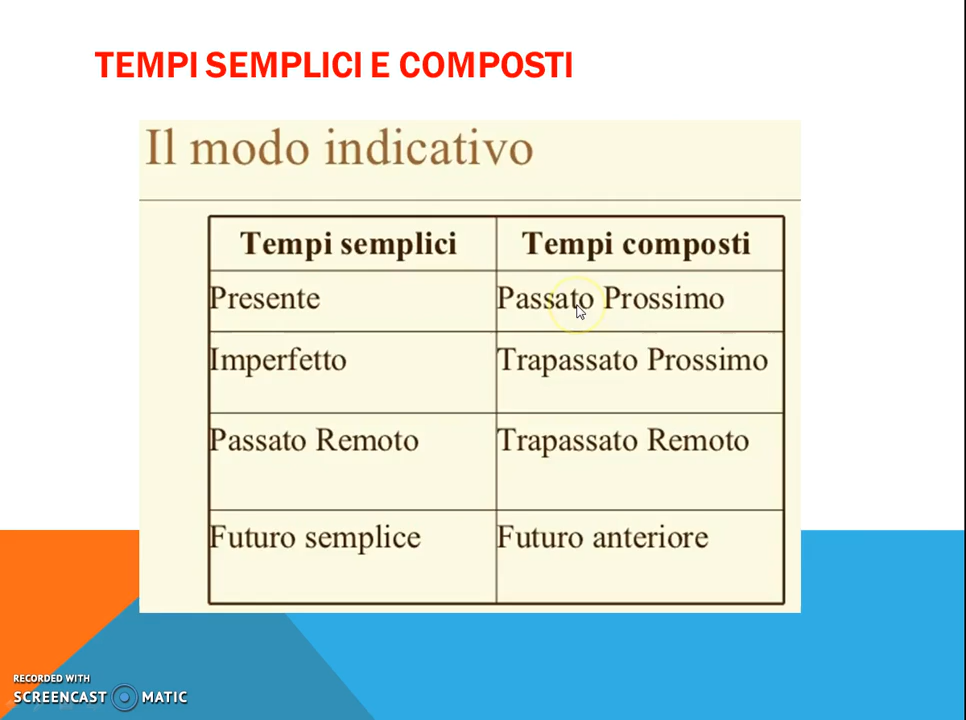 TEMPI SEMPLICI E COMPOSTI
Il modo indicativo
Tempi semplici Tempi composti
Presente Passato Prossimo
Imperfetto Trapassato Prossimo
Passato Remoto Trapassato Remoto
Futuro semplice Futuro anteriore
RECORDED WITH
SCREENCAST MATIC